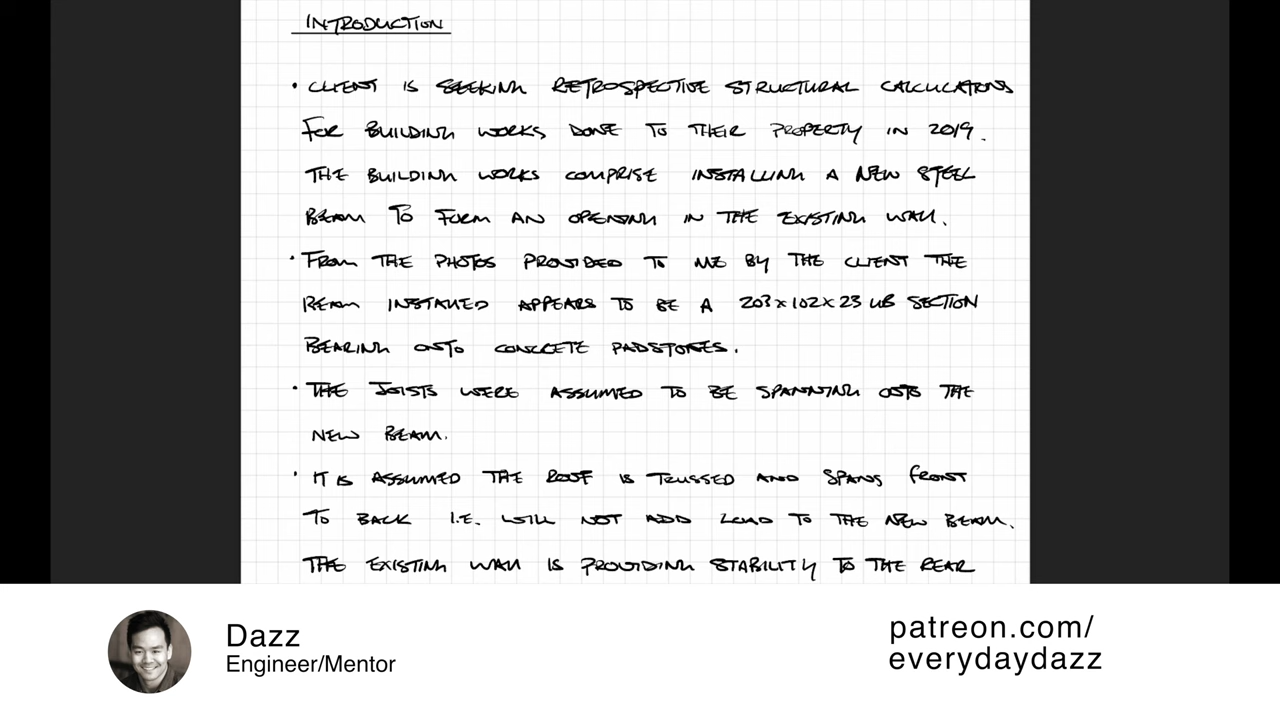 INTRODUCTION
• CLIENT IS SEEKING RETROSPECTIVE STRUCTURAL CALCULATIONS
FOR BUILDING WORKS DONE TO THEIR PROPERTY IN 2019.
THE BUILDING WORKS COMPRISE INSTALLING A NEW STEEL
BEAM TO FORM AN OPENING IN THE EXISTING WALL.
• FROM THE PHOTOS PROVIDED TO ME BY THE CLIENT THE
BEAM INSTALLED APPEARS TO BE A 203x102x23 UB SECTION
BEARING ONTO CONCRETE PADSTONES.
• THE JOISTS WERE ASSUMED TO BE SPANNING ONTO THE
NEW BEAM.
• IT IS ASSUMED THE ROOF IS TRUSSED AND SPANS FRONT
TO BACK I.E. WILL NOT ADD LOAD TO THE NEW BEAM.
THE EXISTING WALL IS PROVIDING STABILITY TO THE REAR
Dazz
Engineer/Mentor
patreon.com/
everydaydazz